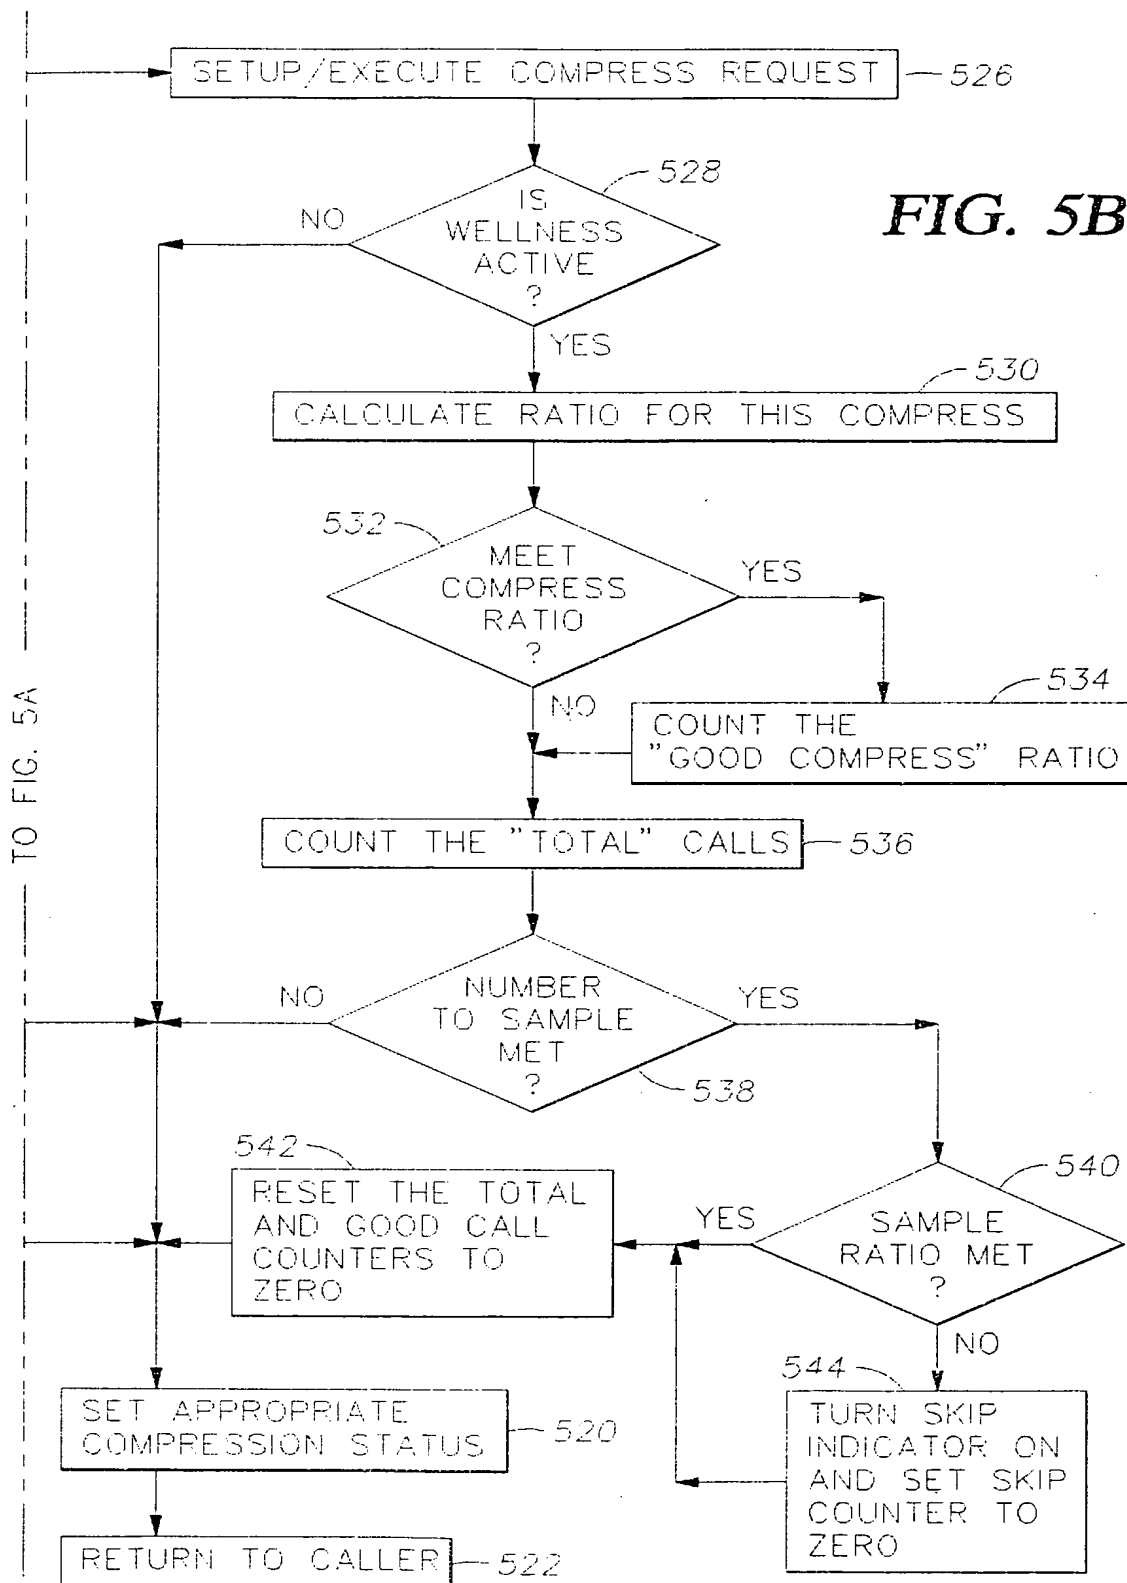 SETUP/EXECUTE COMPRESS REQUEST
526
528
FIG. 5B
IS
WELLNESS
ACTIVE
?
NO
YES
530
CALCULATE RATIO FOR THIS COMPRESS
532
MEET
COMPRESS
RATIO
?
YES
NO
534
COUNT THE
"GOOD COMPRESS" RATIO
TO FIG. 5A
COUNT THE "TOTAL" CALLS
536
NUMBER
TO SAMPLE
MET
?
NO
YES
538
542
RESET THE TOTAL
AND GOOD CALL
COUNTERS TO
ZERO
540
YES
SAMPLE
RATIO MET
?
NO
544
TURN SKIP
INDICATOR ON
AND SET SKIP
COUNTER TO
ZERO
SET APPROPRIATE
COMPRESSION STATUS
520
RETURN TO CALLER
522